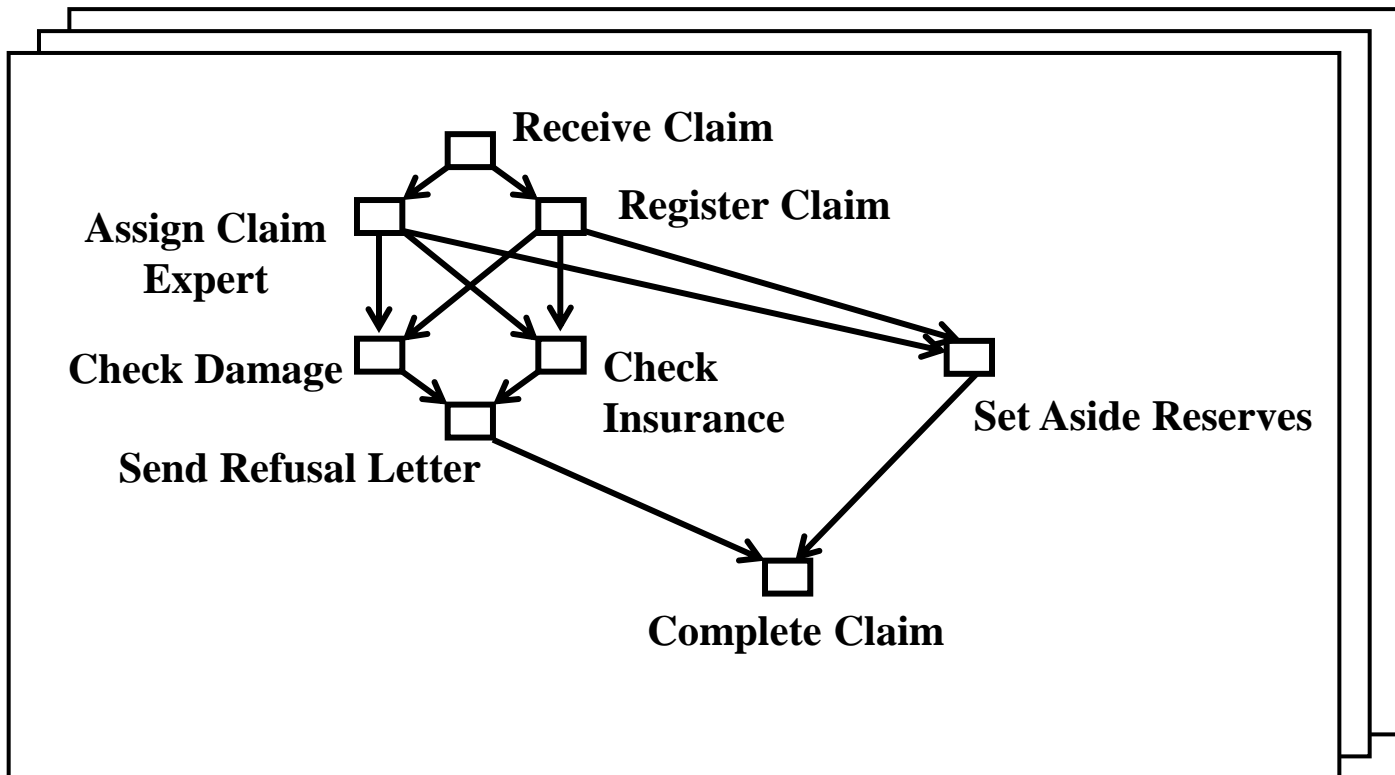 Receive Claim
Register Claim
Assign Claim
Expert
Check Damage
Check
Insurance
Set Aside Reserves
Send Refusal Letter
Complete Claim